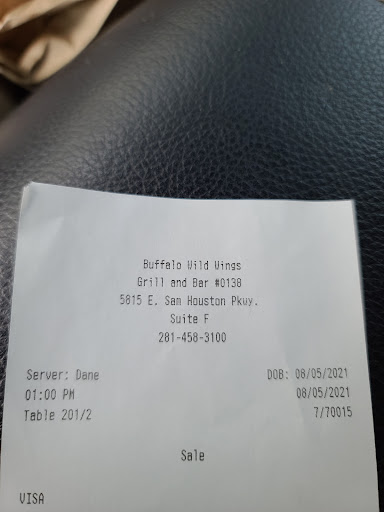 Buffalo Wild Wings
Grill and Bar #0138
5815 E. Sam Houston Pkwy.
Suite F
281-458-3100
Server: Dane DOB: 08/05/2021
01:00 PM 08/05/2021
Table 201/2 7/70015
Sale
VISA